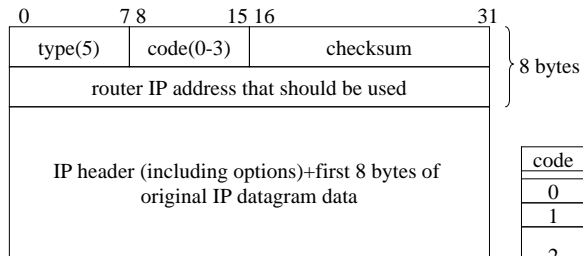 0 7 8 15 16 31
type(5) code(0-3) checksum
8 bytes
router IP address that should be used
IP header (including options)+first 8 bytes of
original IP datagram data
code
0
1
2